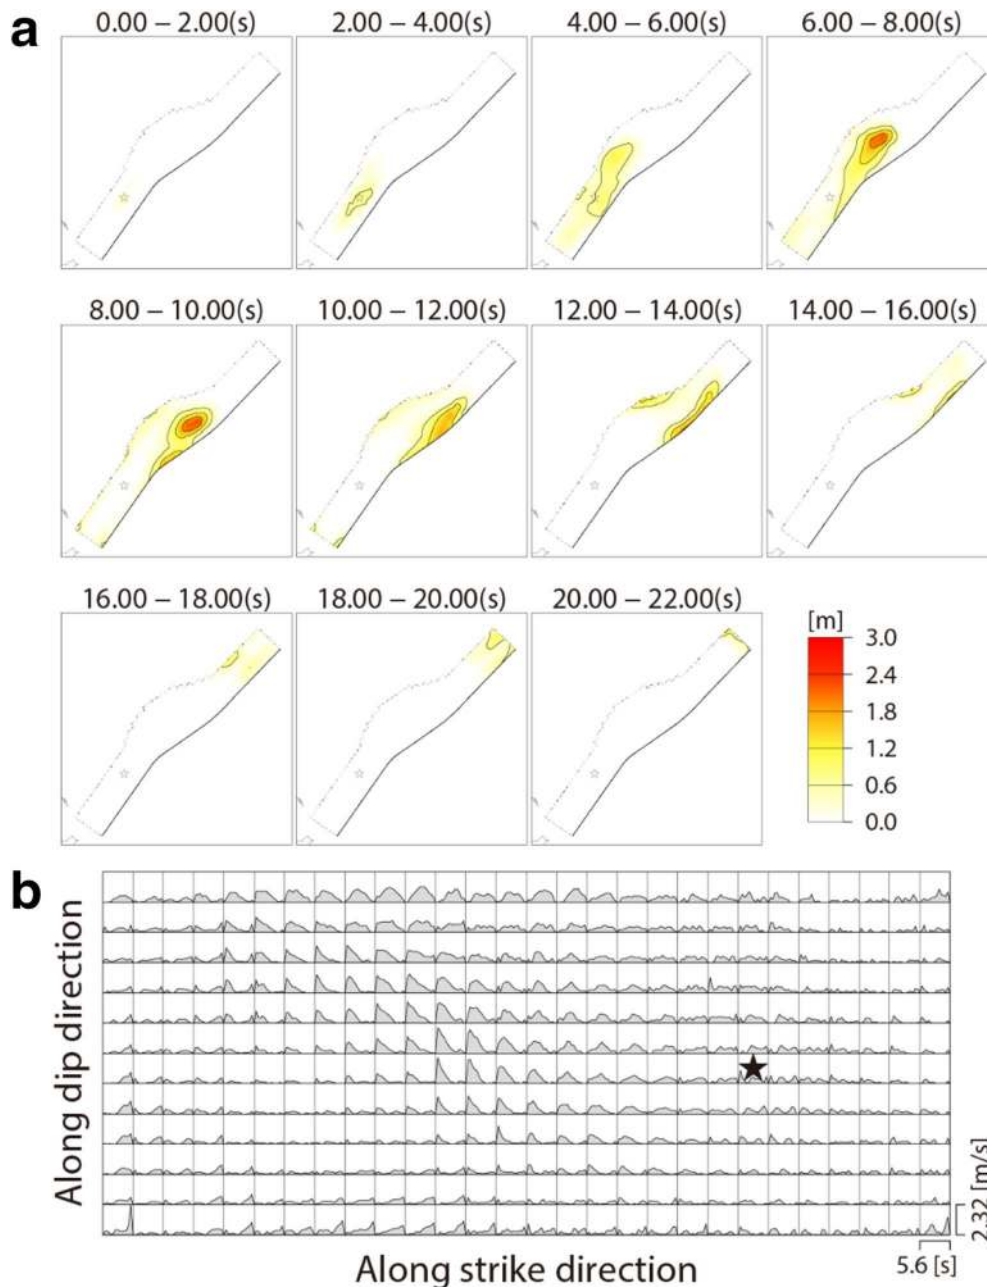 a
0.00 – 2.00(s)
2.00 – 4.00(s)
4.00 – 6.00(s)
6.00 – 8.00(s)
8.00 – 10.00(s)
10.00 – 12.00(s)
12.00 – 14.00(s)
14.00 – 16.00(s)
16.00 – 18.00(s)
18.00 – 20.00(s)
20.00 – 22.00(s)
[m]
3.0
2.4
1.8
1.2
0.6
0.0
b
Along dip direction
2.32 [m/s]
5.6 [s]
Along strike direction